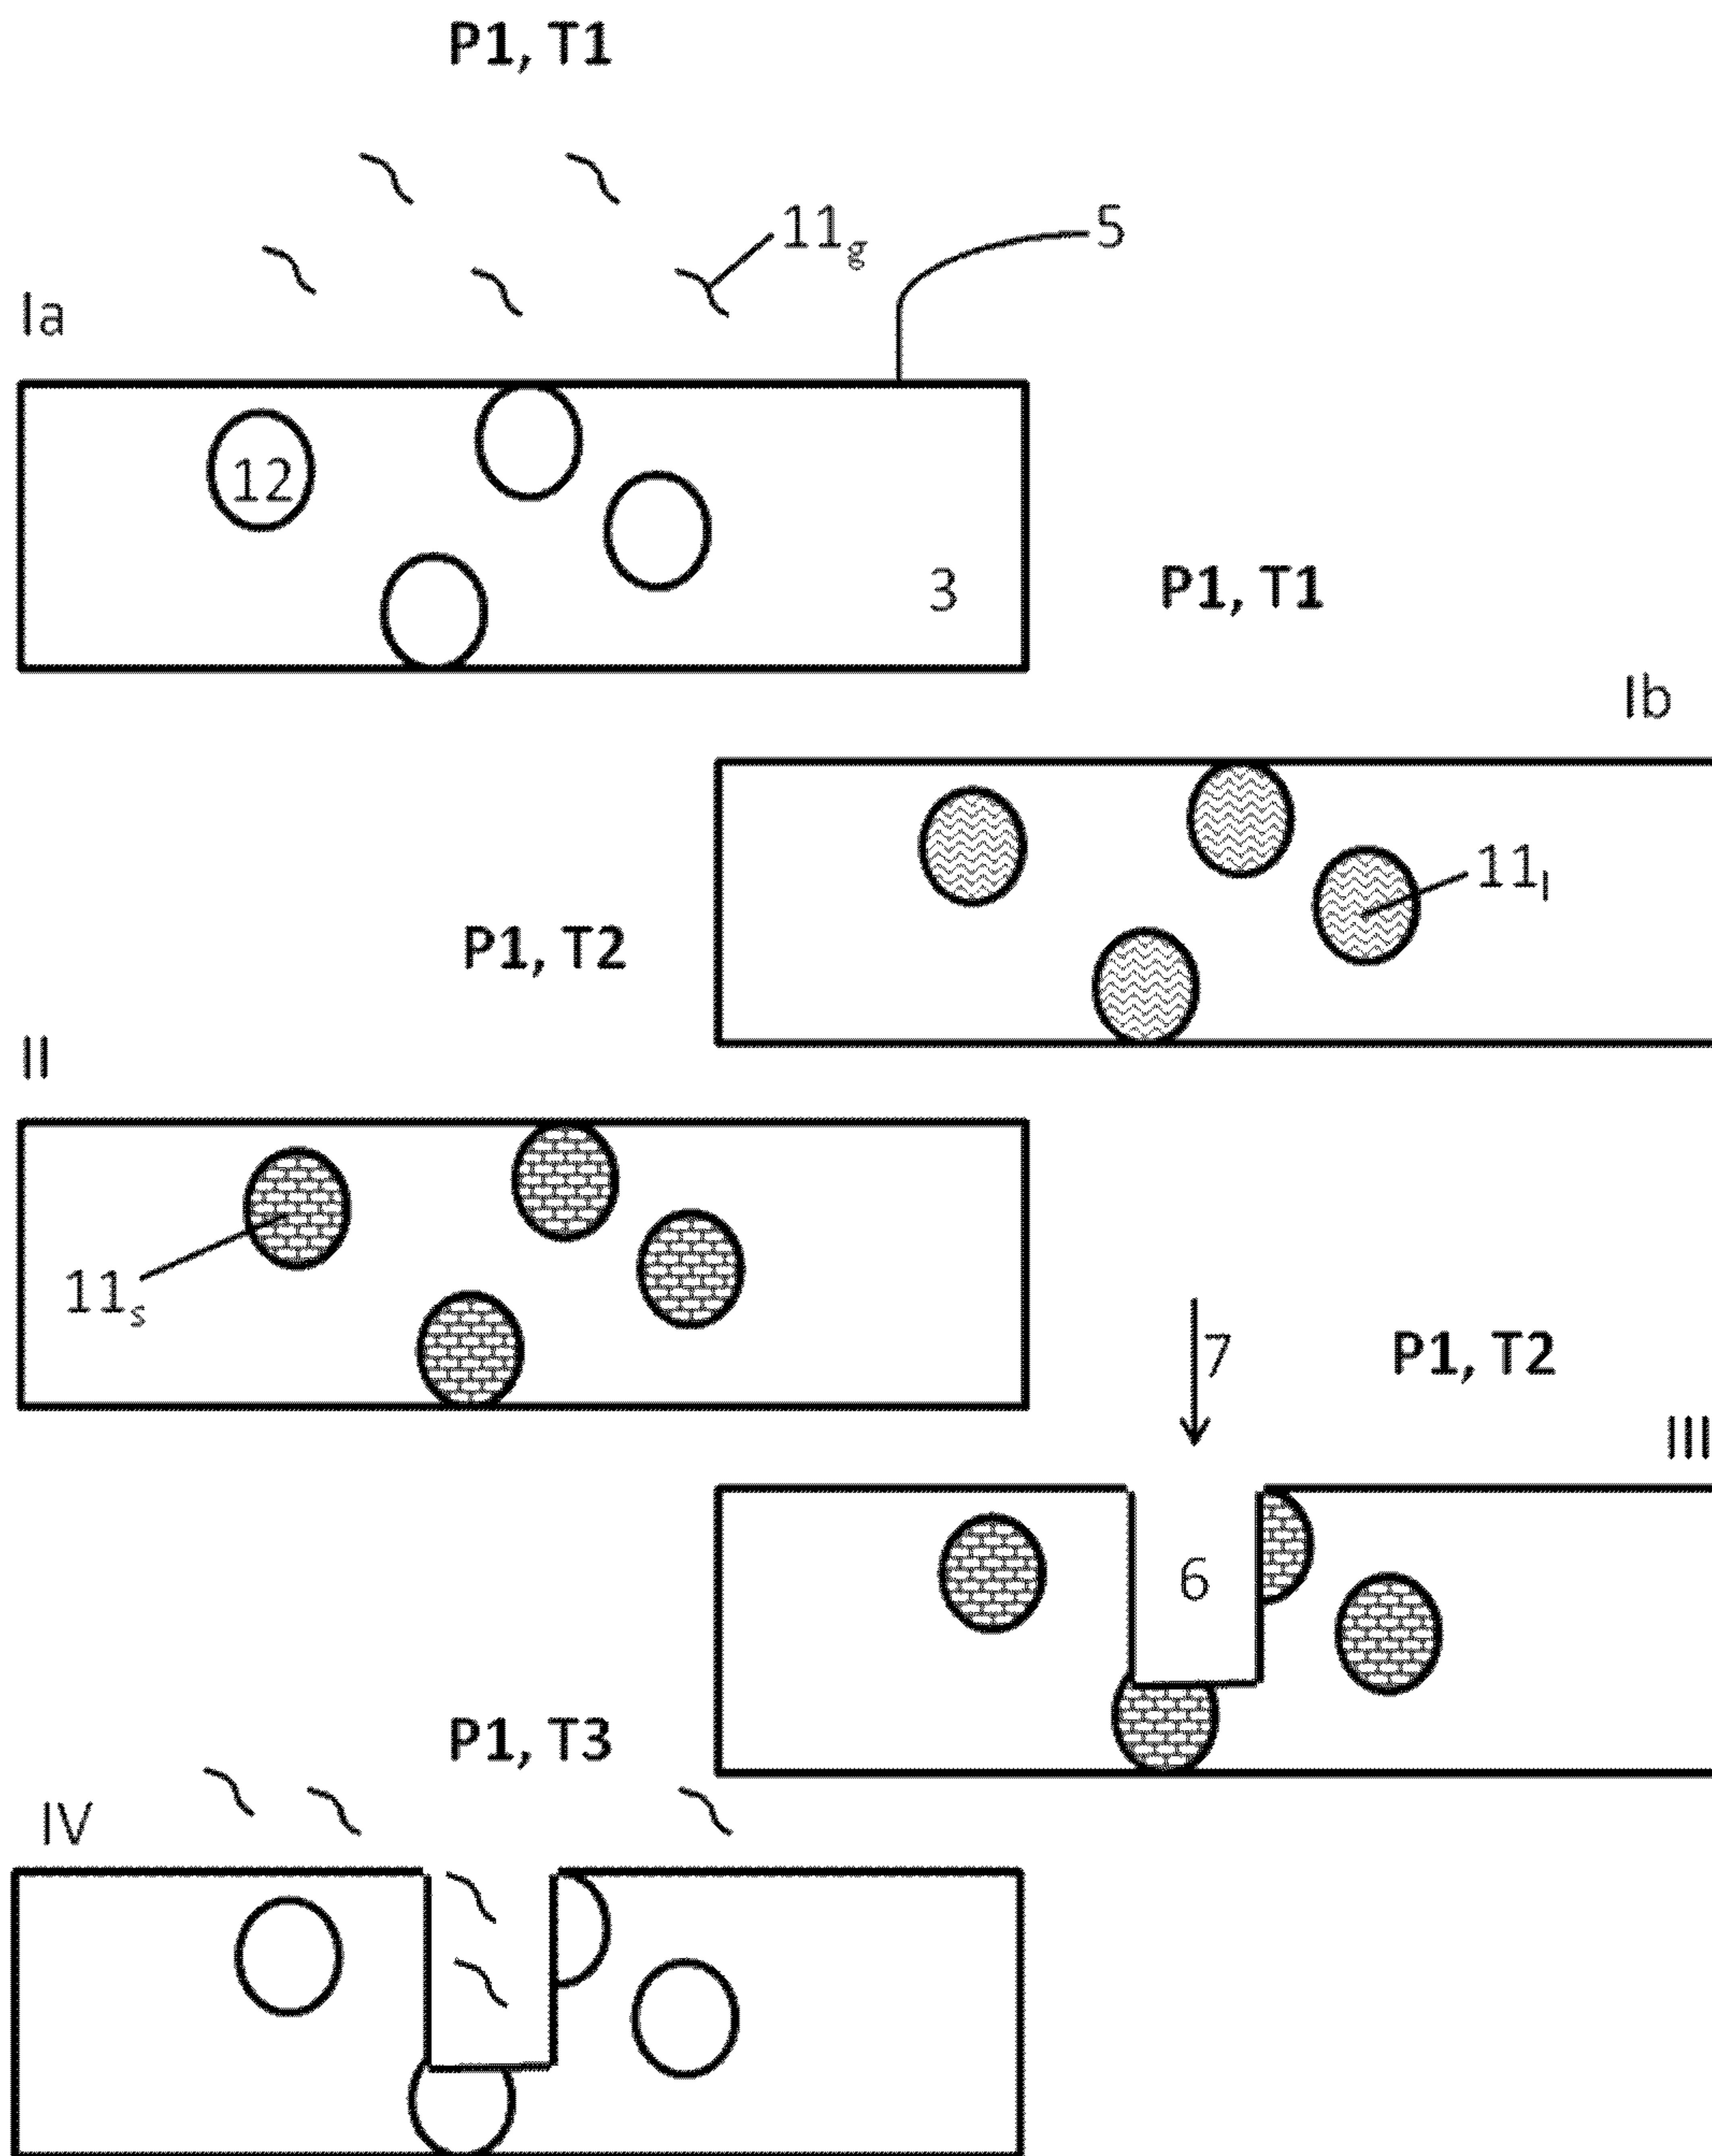 P1, T1
11g
5
Ia
12
3
P1, T1
Ib
11l
P1, T2
II
11s
7
P1, T2
III
6
P1, T3
IV